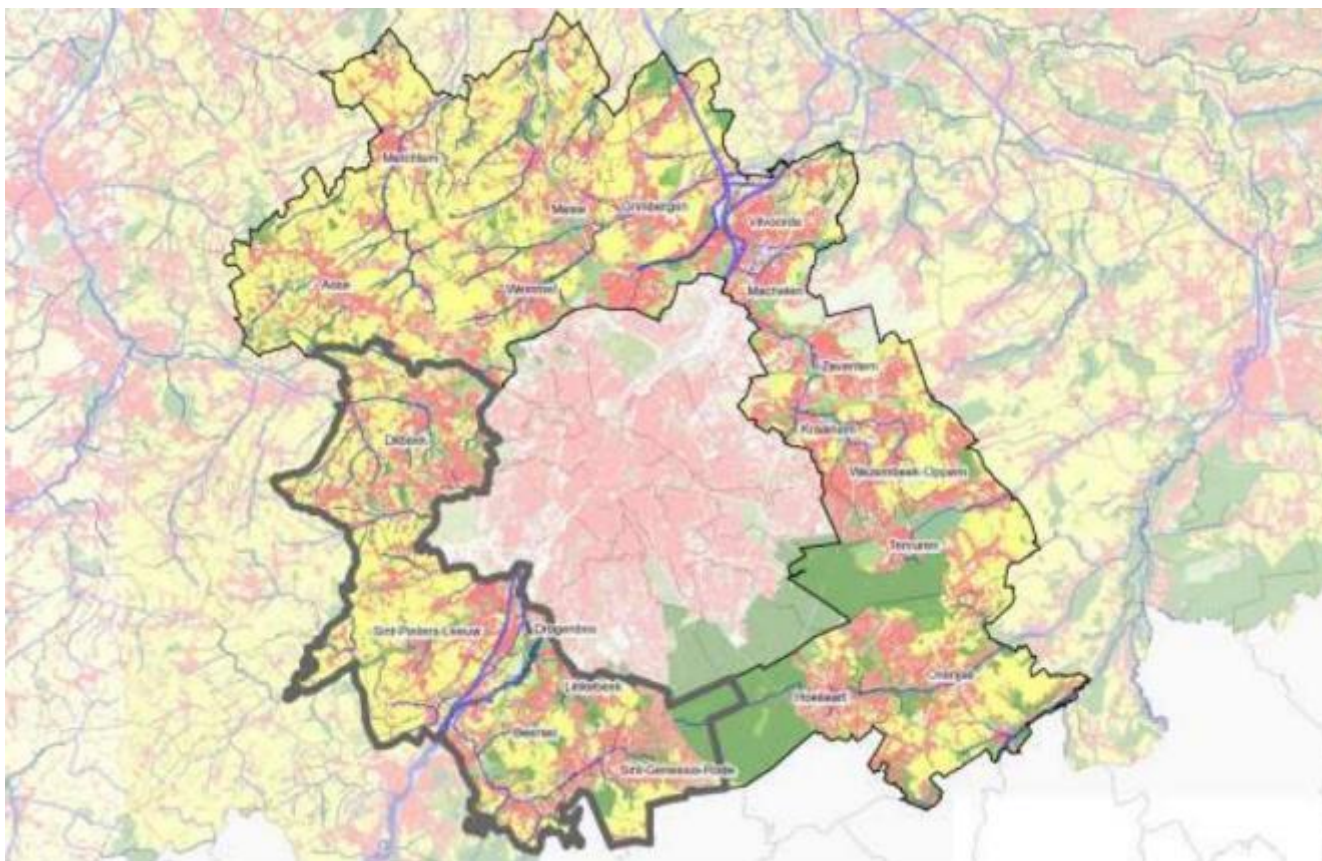 Merchtem
Meise
Grimbergen
Vilvoorde
Asse
Wemmel
Machelen
Zaventem
Dilbeek
Kraainem
Wezembeek-Oppem
Tervuren
Sint-Pieters-Leeuw
Drogenbos
Linkebeek
Overijse
Hoeilaart
Beersel
Sint-Genesius-Rode